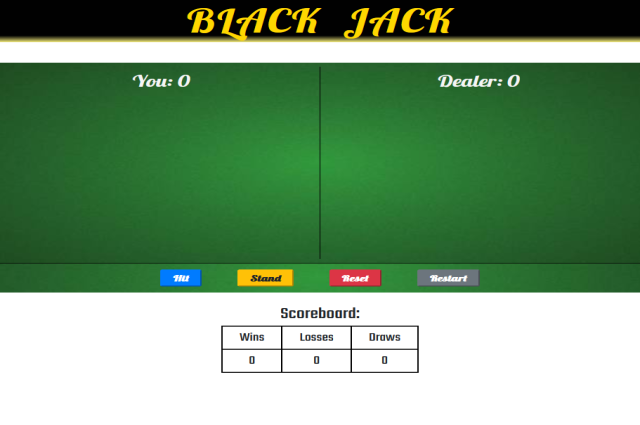 BLACK JACK
You: 0
Dealer: 0
Hit
Stand
Reset
Restart
Scoreboard:
Wins Losses Draws
0 0 0